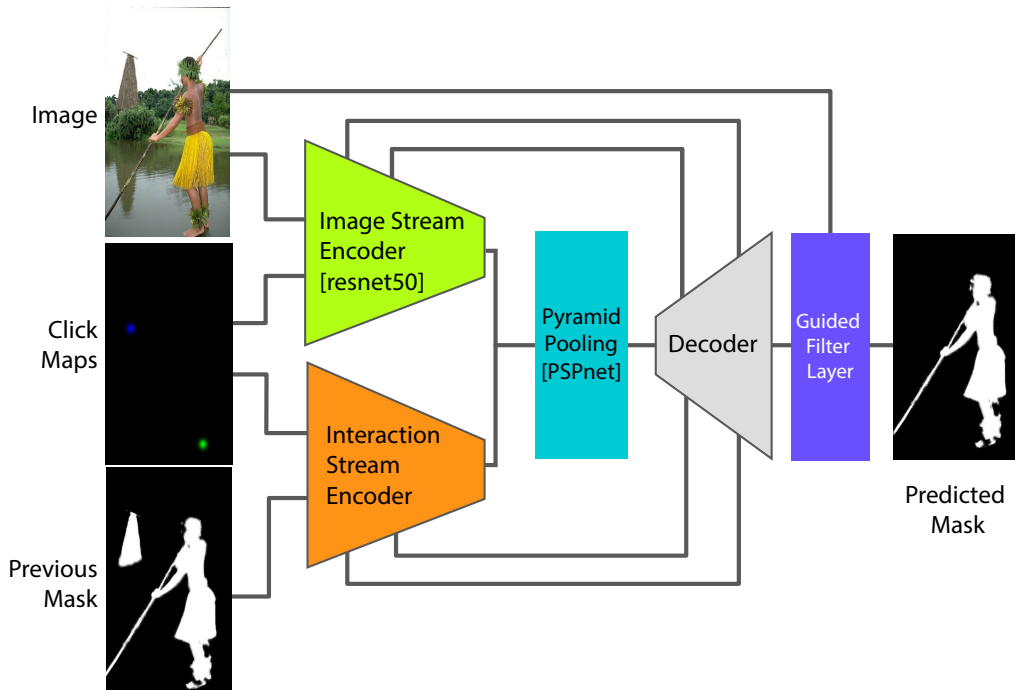 Image
Click
Maps
Previous
Mask
Image Stream
Encoder
[resnet50]
Interaction
Stream
Encoder
Pyramid
Pooling
[PSPnet]
Decoder
Guided
Filter
Layer
Predicted
Mask